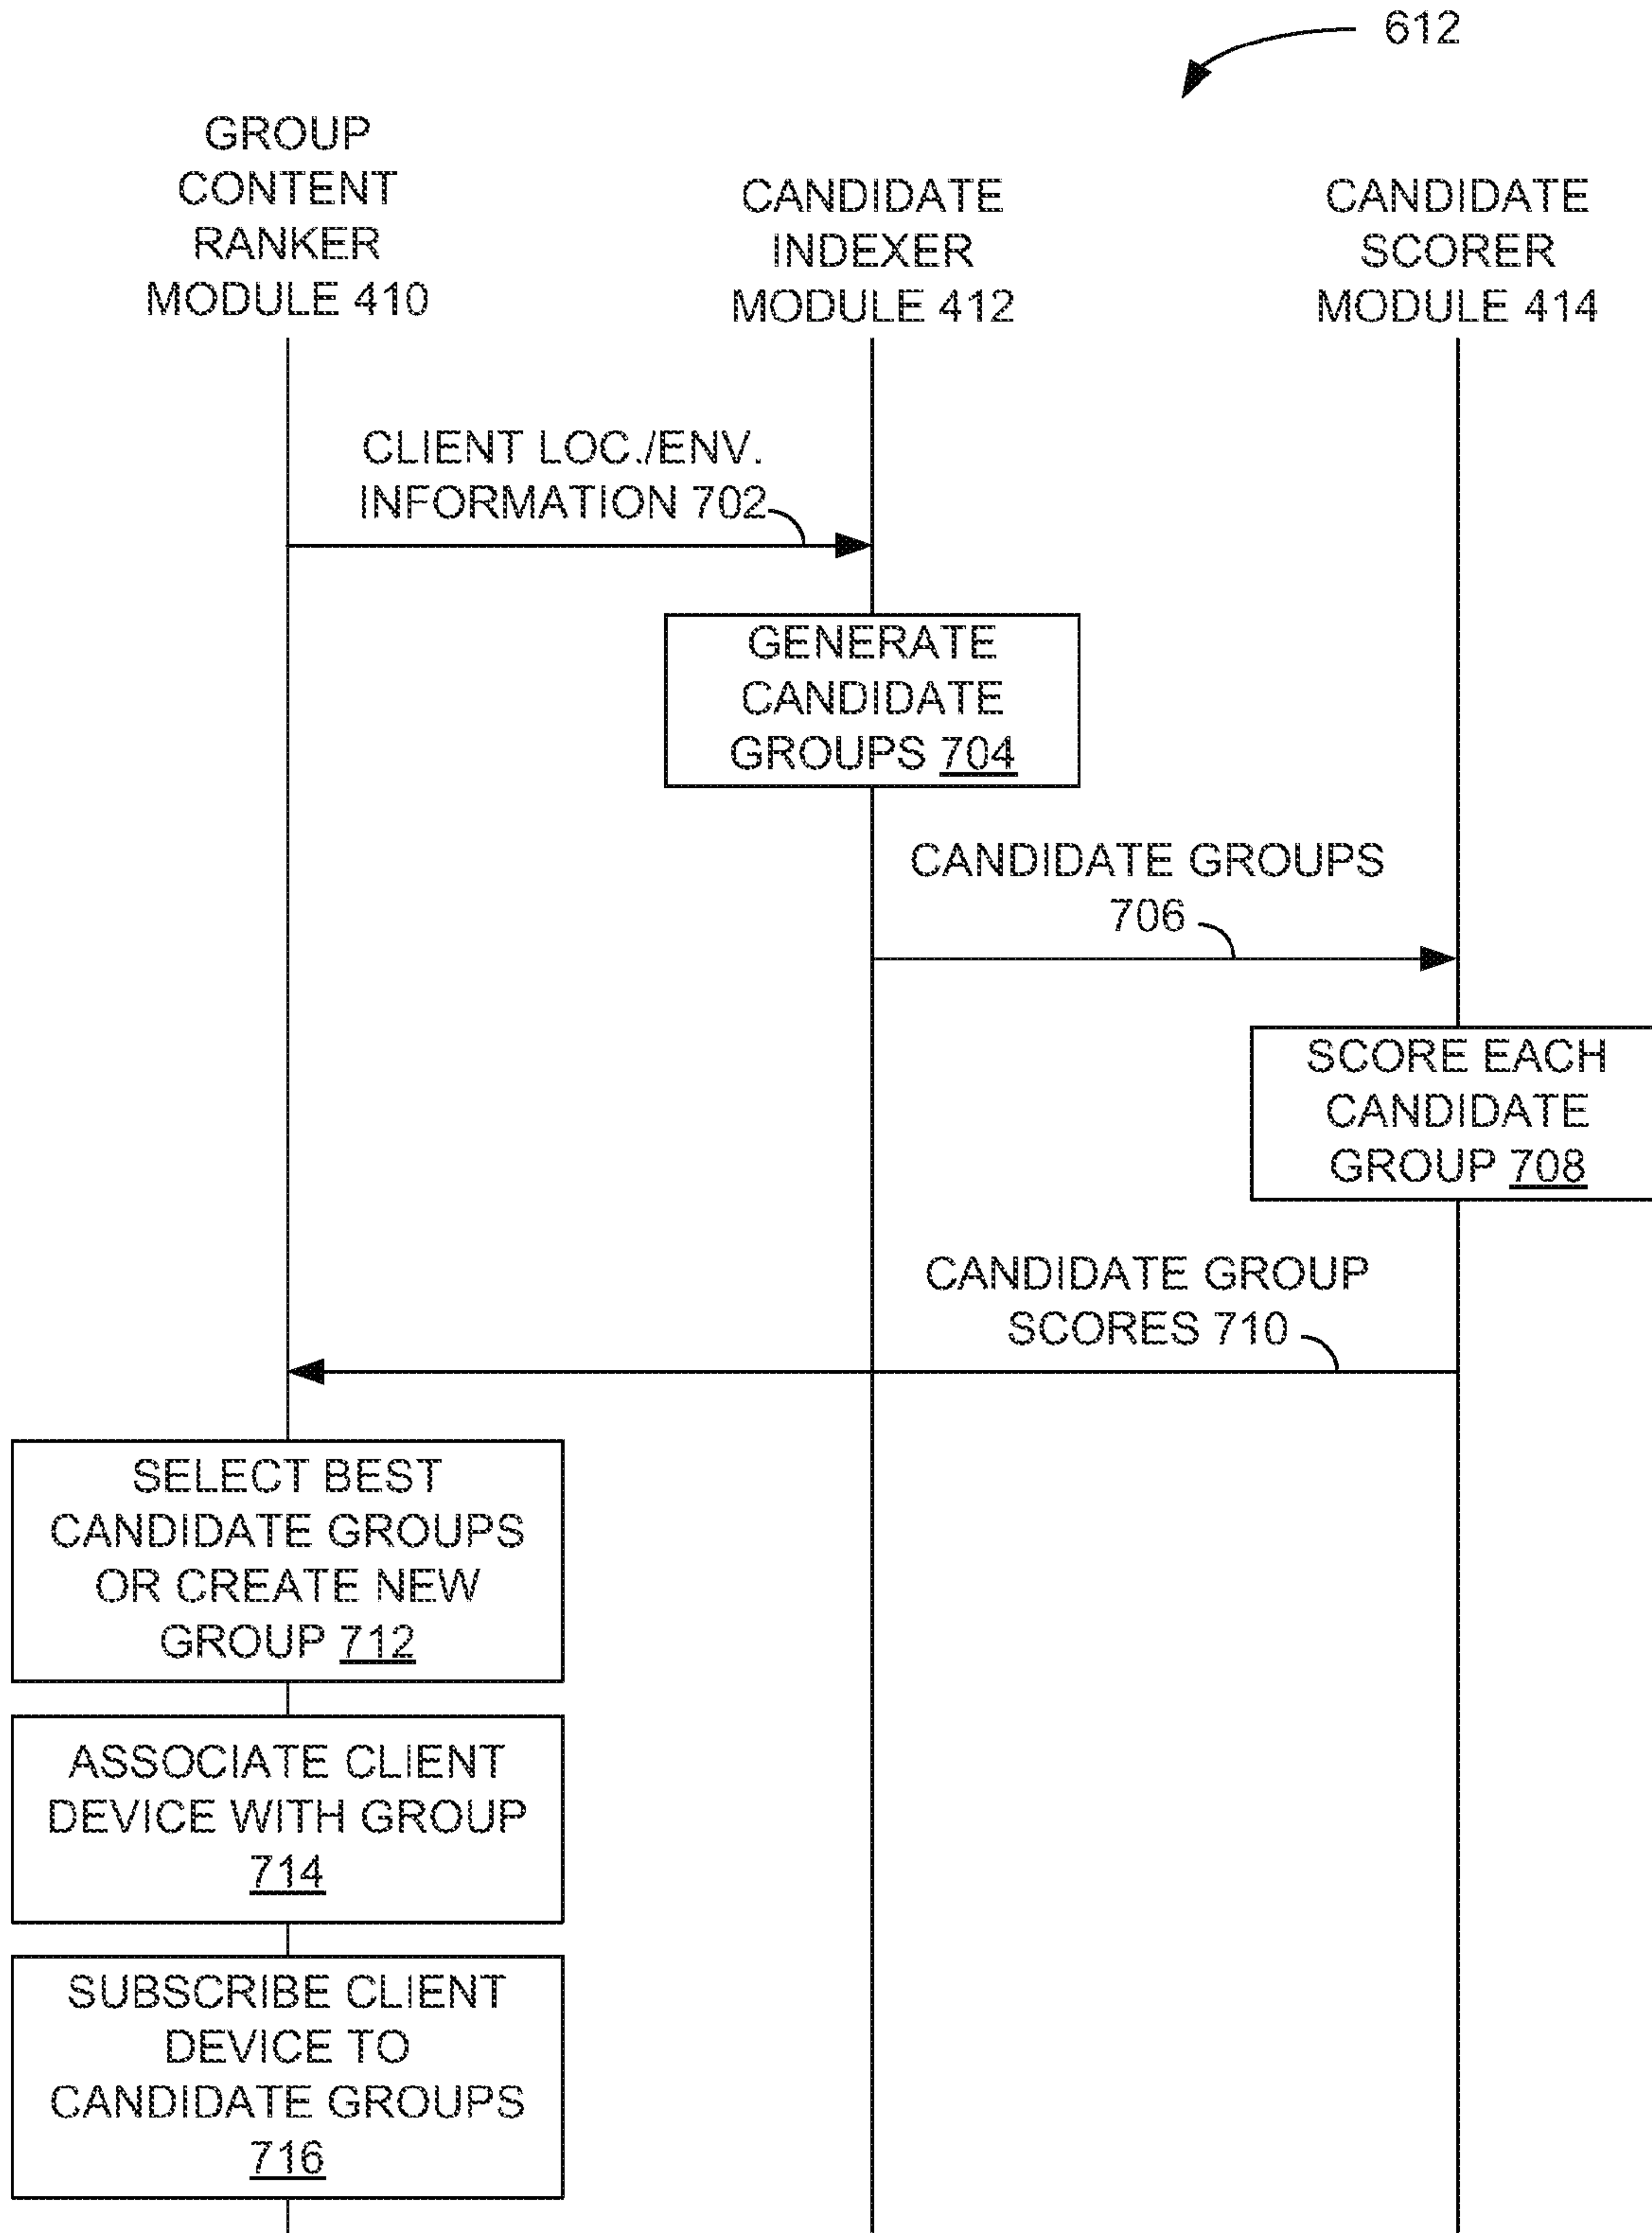 612
GROUP
CONTENT
RANKER
MODULE 410
CANDIDATE
INDEXER
MODULE 412
CANDIDATE
SCORER
MODULE 414
CLIENT LOC./ENV.
INFORMATION 702
GENERATE
CANDIDATE
GROUPS 704
CANDIDATE GROUPS
706
SCORE EACH
CANDIDATE
GROUP 708
CANDIDATE GROUP
SCORES 710
SELECT BEST
CANDIDATE GROUPS
OR CREATE NEW
GROUP 712
ASSOCIATE CLIENT
DEVICE WITH GROUP
714
SUBSCRIBE CLIENT
DEVICE TO
CANDIDATE GROUPS
716